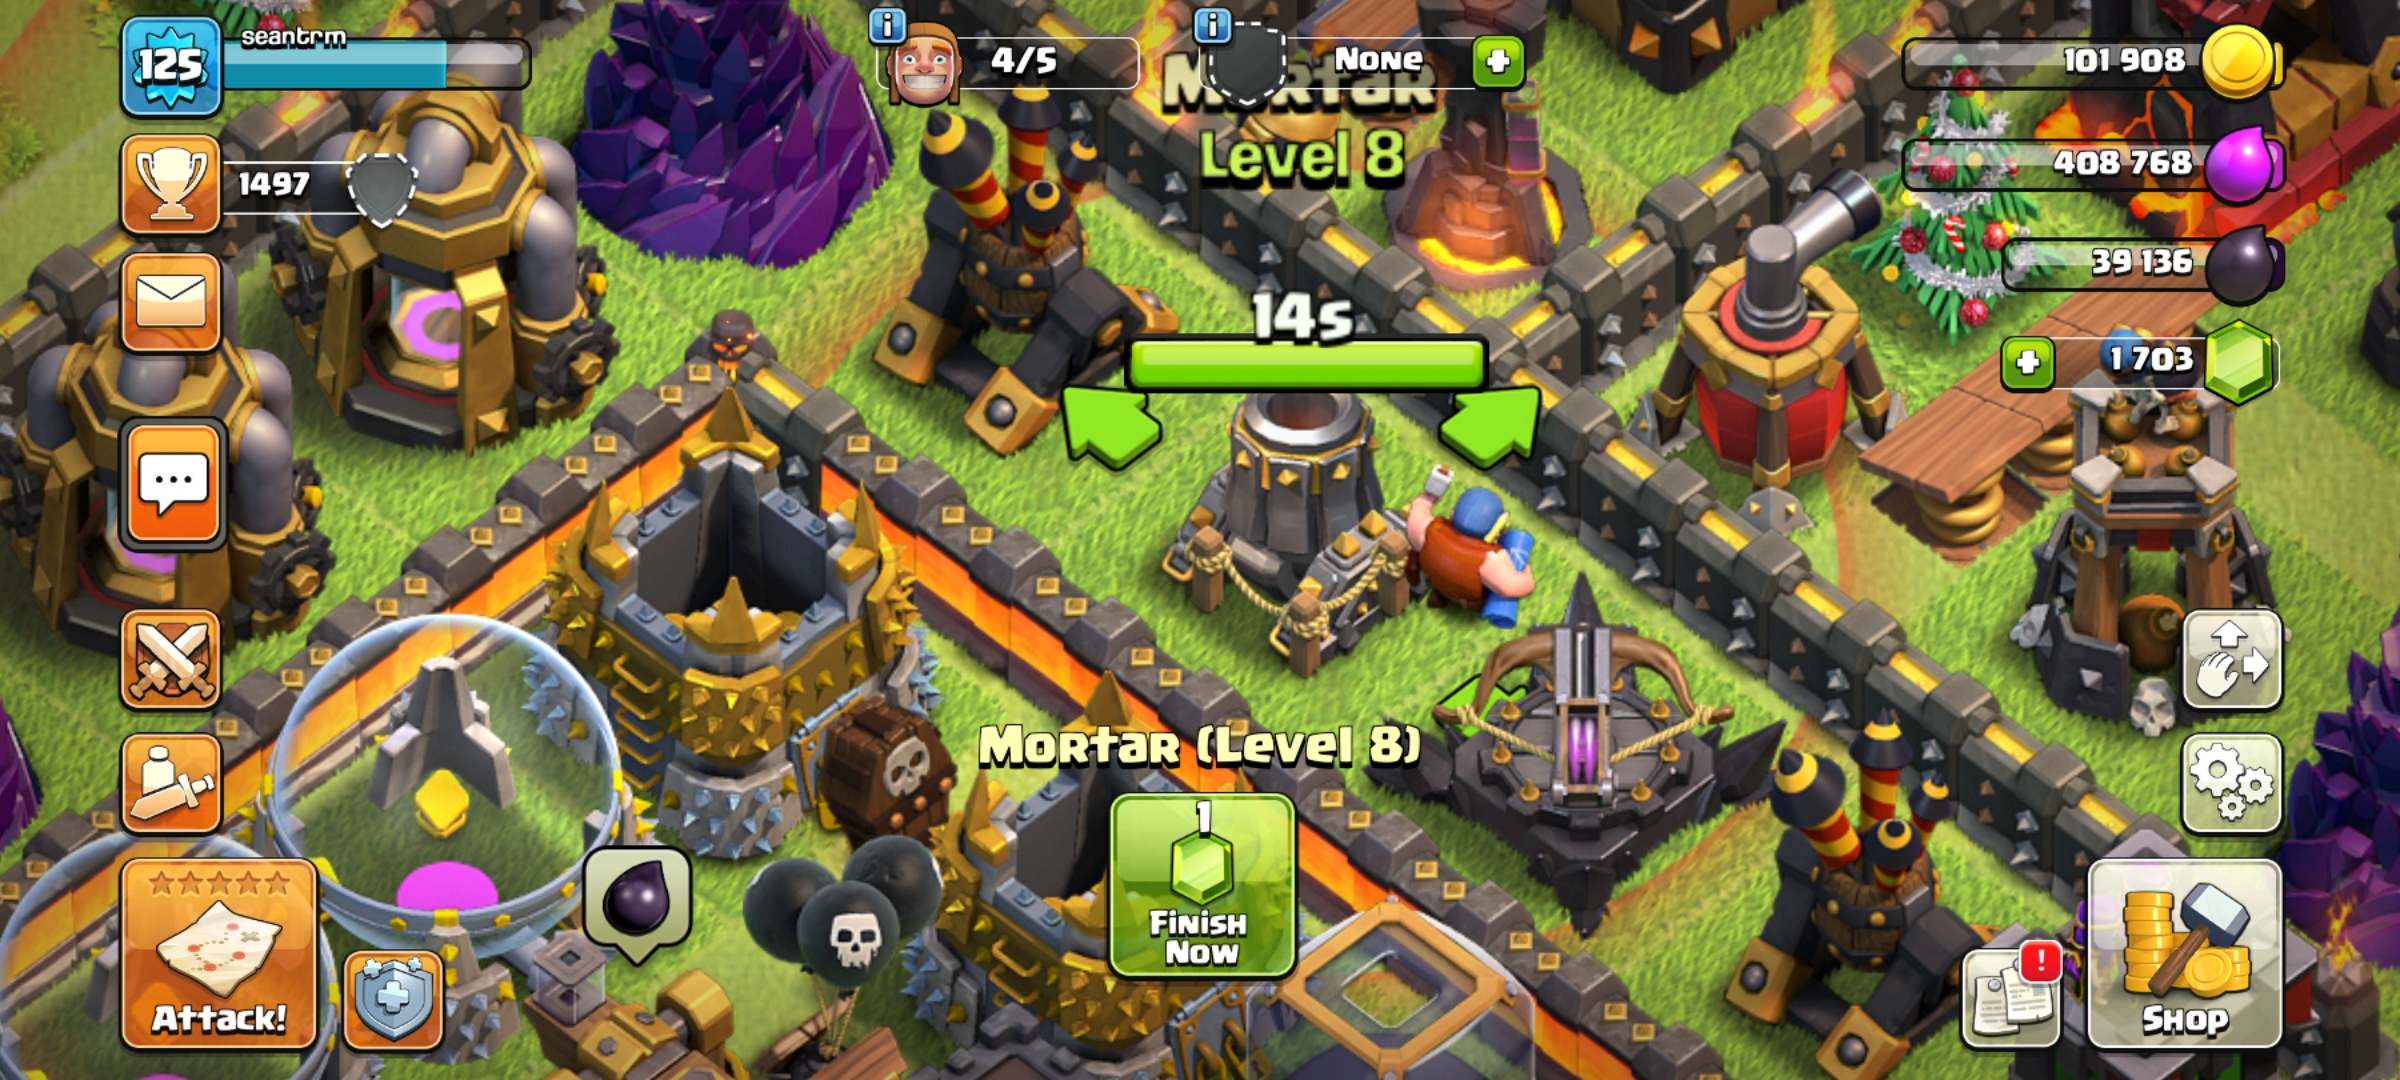 125
seantrm
4/5
None
101 908
Mortar
Level 8
408 768
1497
39 136
14s
1 703
Mortar (Level 8)
1
Finish
Now
Attack!
!
Shop